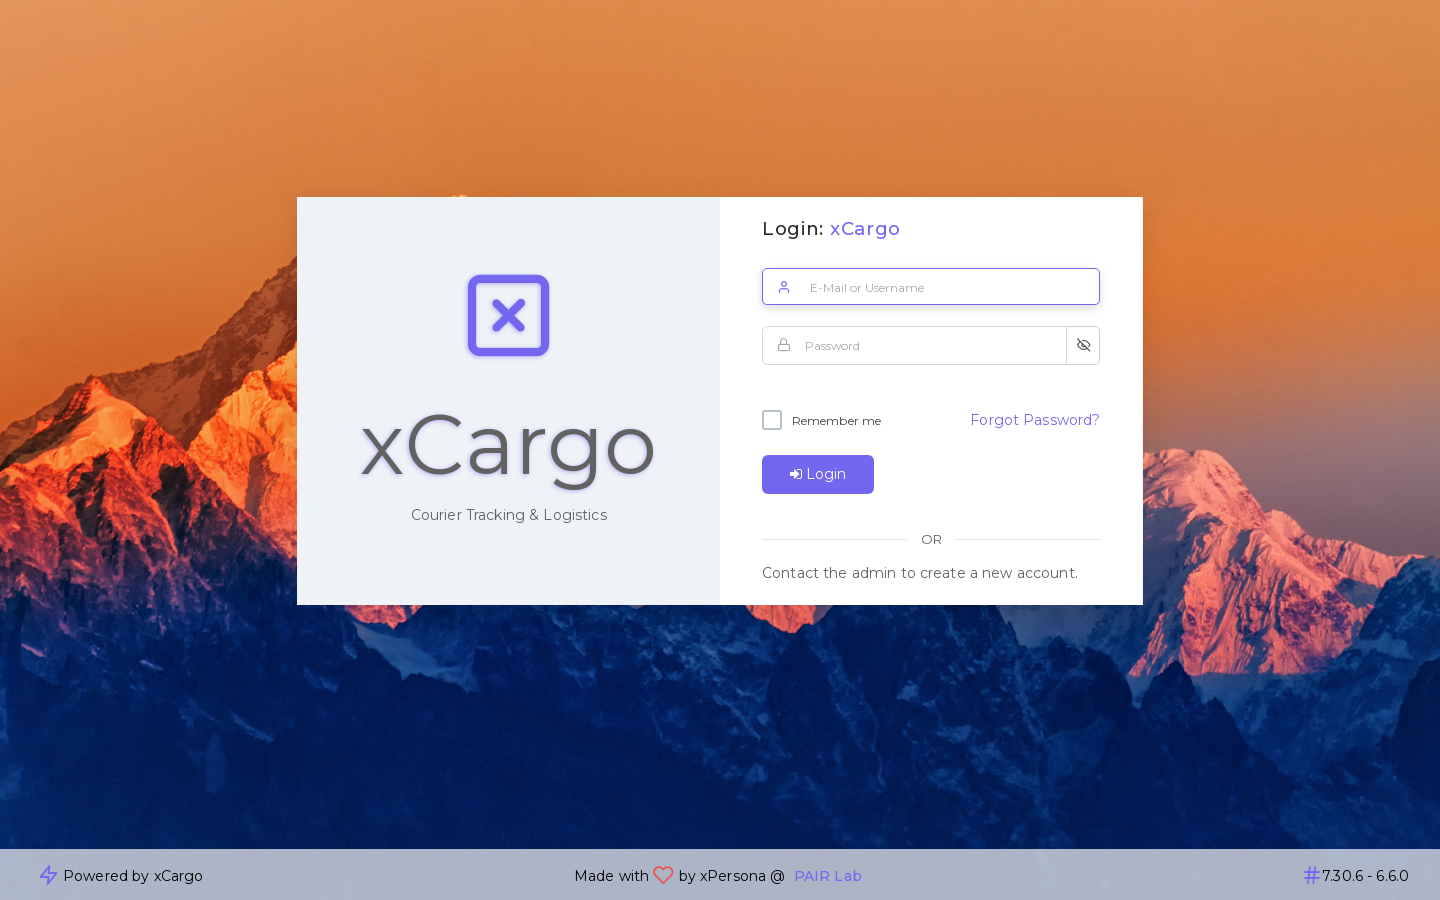 xCargo
Courier Tracking & Logistics
Login: xCargo
E-Mail or Username
Password
Remember me
Forgot Password?
Login
OR
Contact the admin to create a new account.
Powered by xCargo
Made with by xPersona @ PAIR Lab
7.30.6 - 6.6.0